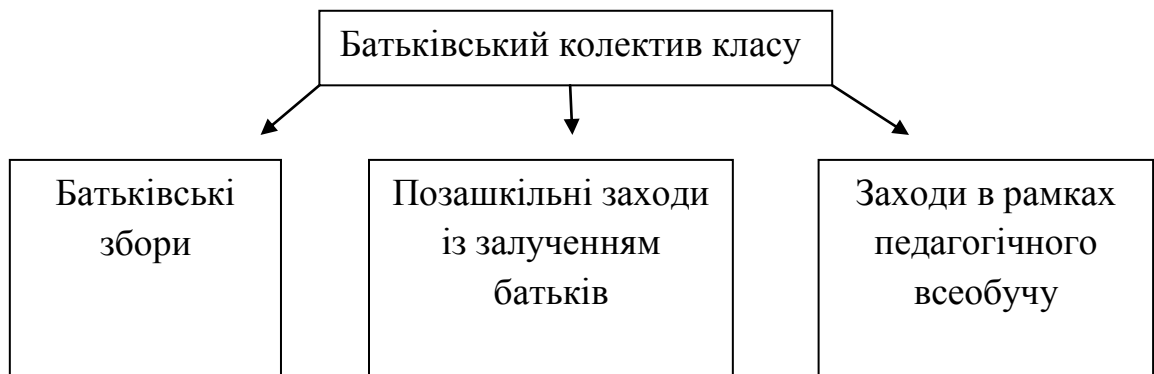 Батьківський колектив класу
Батьківські
збори
Позашкільні заходи
із залученням
батьків
Заходи в рамках
педагогічного
всеобучу